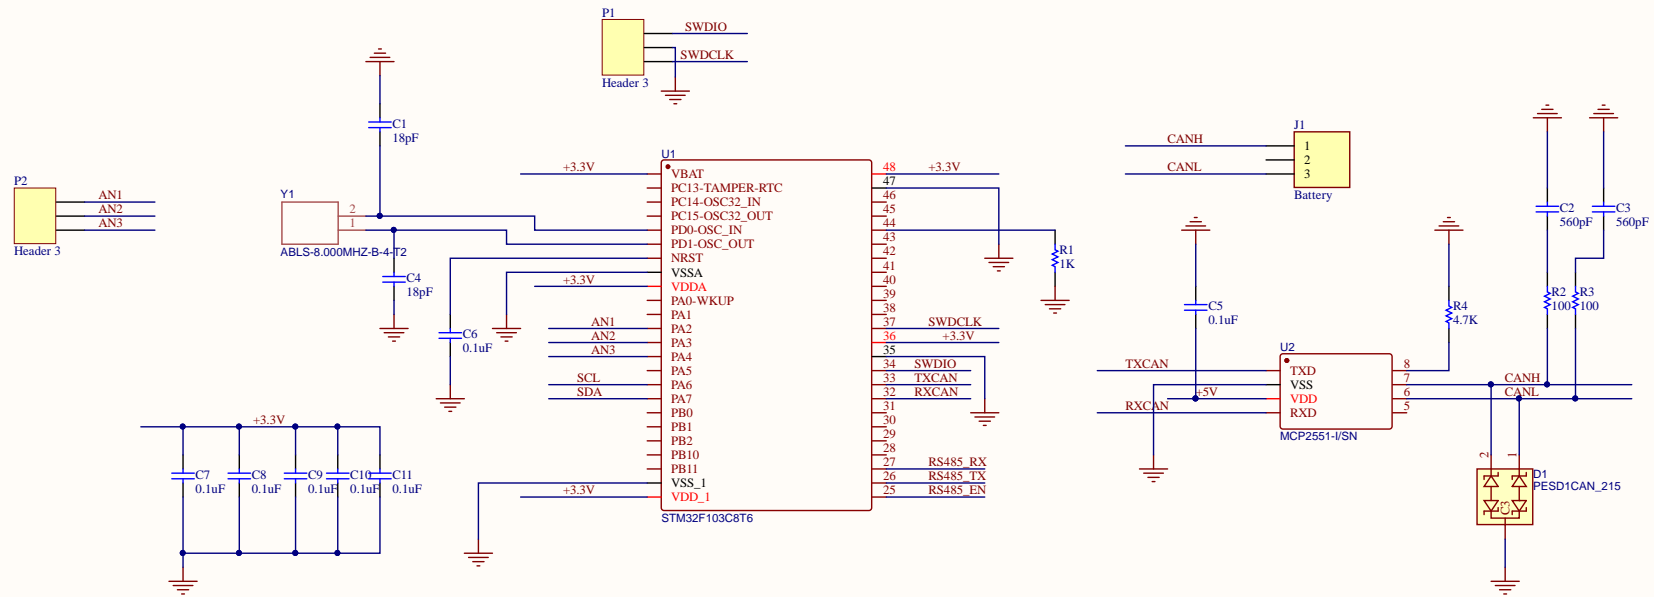 P1
SWDIO
SWDCLK
Header 3
C1
18pF
P2
AN1
AN2
AN3
Header 3
Y1
2
1
ABLS-8.000MHZ-B-4-T2
C4
18pF
C6
0.1uF
+3.3V
C7
0.1uF
C8
0.1uF
C9
0.1uF
C10
0.1uF
C11
0.1uF
U1
+3.3V
+3.3V
AN1
AN2
AN3
SCL
SDA
+3.3V
VBAT
PC13-TAMPER-RTC
PC14-OSC32_IN
PC15-OSC32_OUT
PD0-OSC_IN
PD1-OSC_OUT
NRST
VSSA
VDDA
PA0-WKUP
PA1
PA2
PA3
PA4
PA5
PA6
PA7
PB0
PB1
PB2
PB10
PB11
VSS_1
VDD_1
STM32F103C8T6
48
47
46
45
44
43
42
41
40
39
38
37
36
35
34
33
32
31
30
29
28
27
26
25
+3.3V
SWDCLK
+3.3V
SWDIO
TXCAN
RXCAN
RS485_RX
RS485_TX
RS485_EN
R1
1K
J1
CANH
CANL
1
2
3
Battery
C5
0.1uF
C2
560pF
C3
560pF
R4
4.7K
R2
100
R3
100
U2
TXCAN
+5V
RXCAN
TXD
VSS
VDD
RXD
8
7
6
5
MCP2551-I/SN
CANH
CANL
2
1
D1
PESD1CAN_215
C3